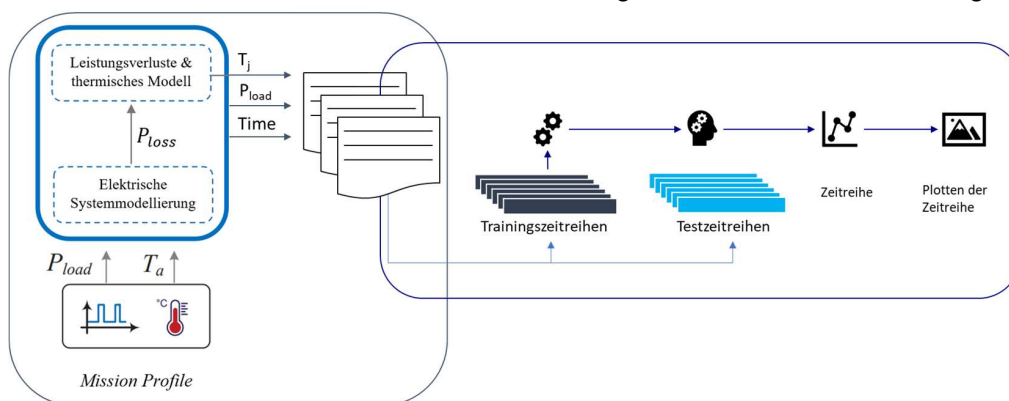 Leistungsverluste &
thermisches Modell
T_j
P_load
Time
P_loss
Elektrische
Systemmodellierung
P_load
T_a
°C
Mission Profile
Trainingszeitreihen
Testzeitreihen
Zeitreihe
Plotten der
Zeitreihe